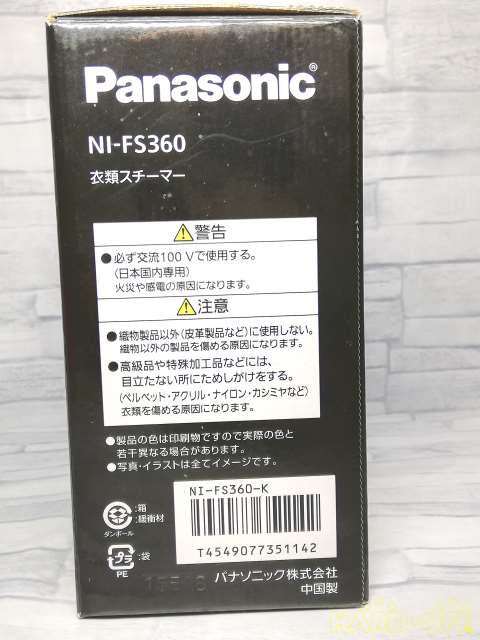 Panasonic®
NI-FS360
衣類スチーマー
警告
●必ず交流100 Vで使用する。
(日本国内専用)
火災や感電の原因になります。
注意
●織物製品以外(皮革製品など)に使用しない。
織物以外の製品を傷める原因になります。
●高級品や特殊加工品などには、
目立たない所にためしがけをする。
(ベルベット・アクリル・ナイロン・カシミヤなど)
衣類を傷める原因になります。
●製品の色は印刷物ですので実際の色と
若干異なる場合があります。
●写真・イラストは全てイメージです。
NI-FS360-K
T4549077351142
:箱
:緩衝材
ダンボール
プラ
:袋
PE
パナソニック株式会社
中国製